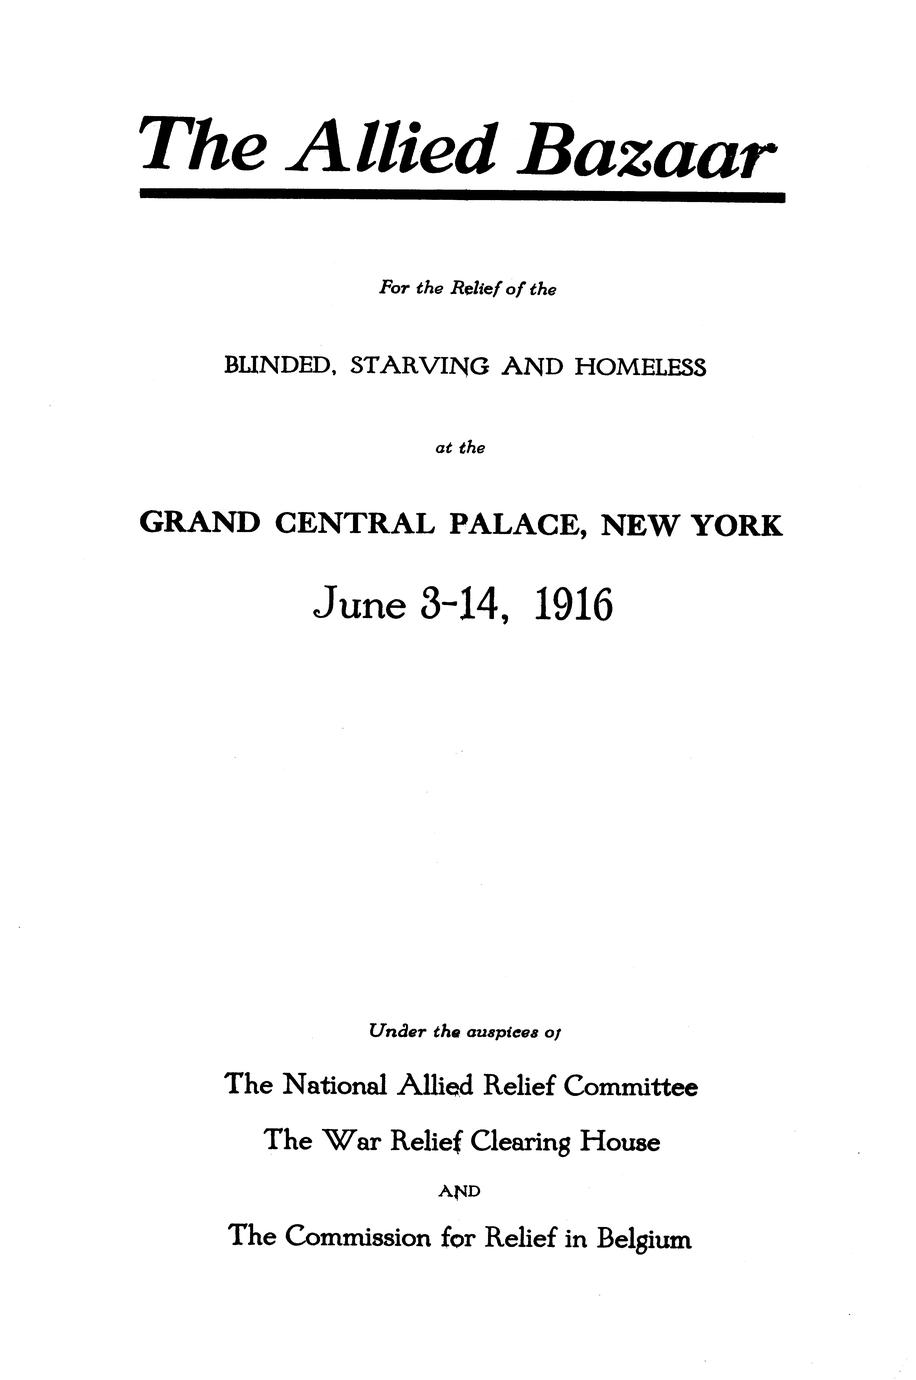 The Allied Bazaar
For the Relief of the
BLINDED, STARVING AND HOMELESS
at the
GRAND CENTRAL PALACE, NEW YORK
June 3-14, 1916
Under the auspices of
The National Allied Relief Committee
The War Relief Clearing House
AND
The Commission for Relief in Belgium